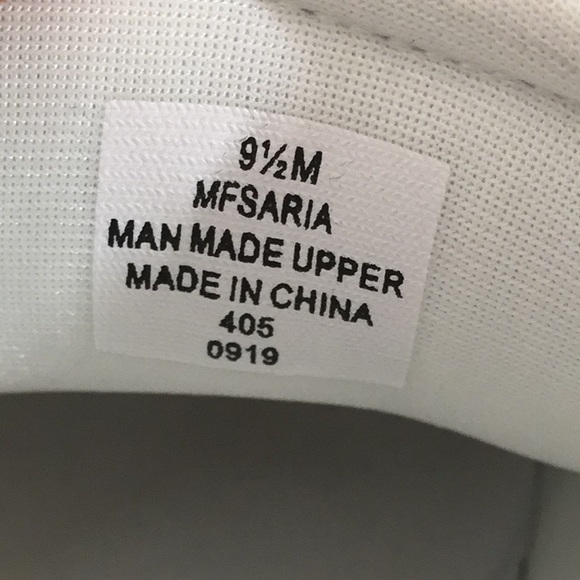 9½M
MFSARIA
MAN MADE UPPER
MADE IN CHINA
405
0919